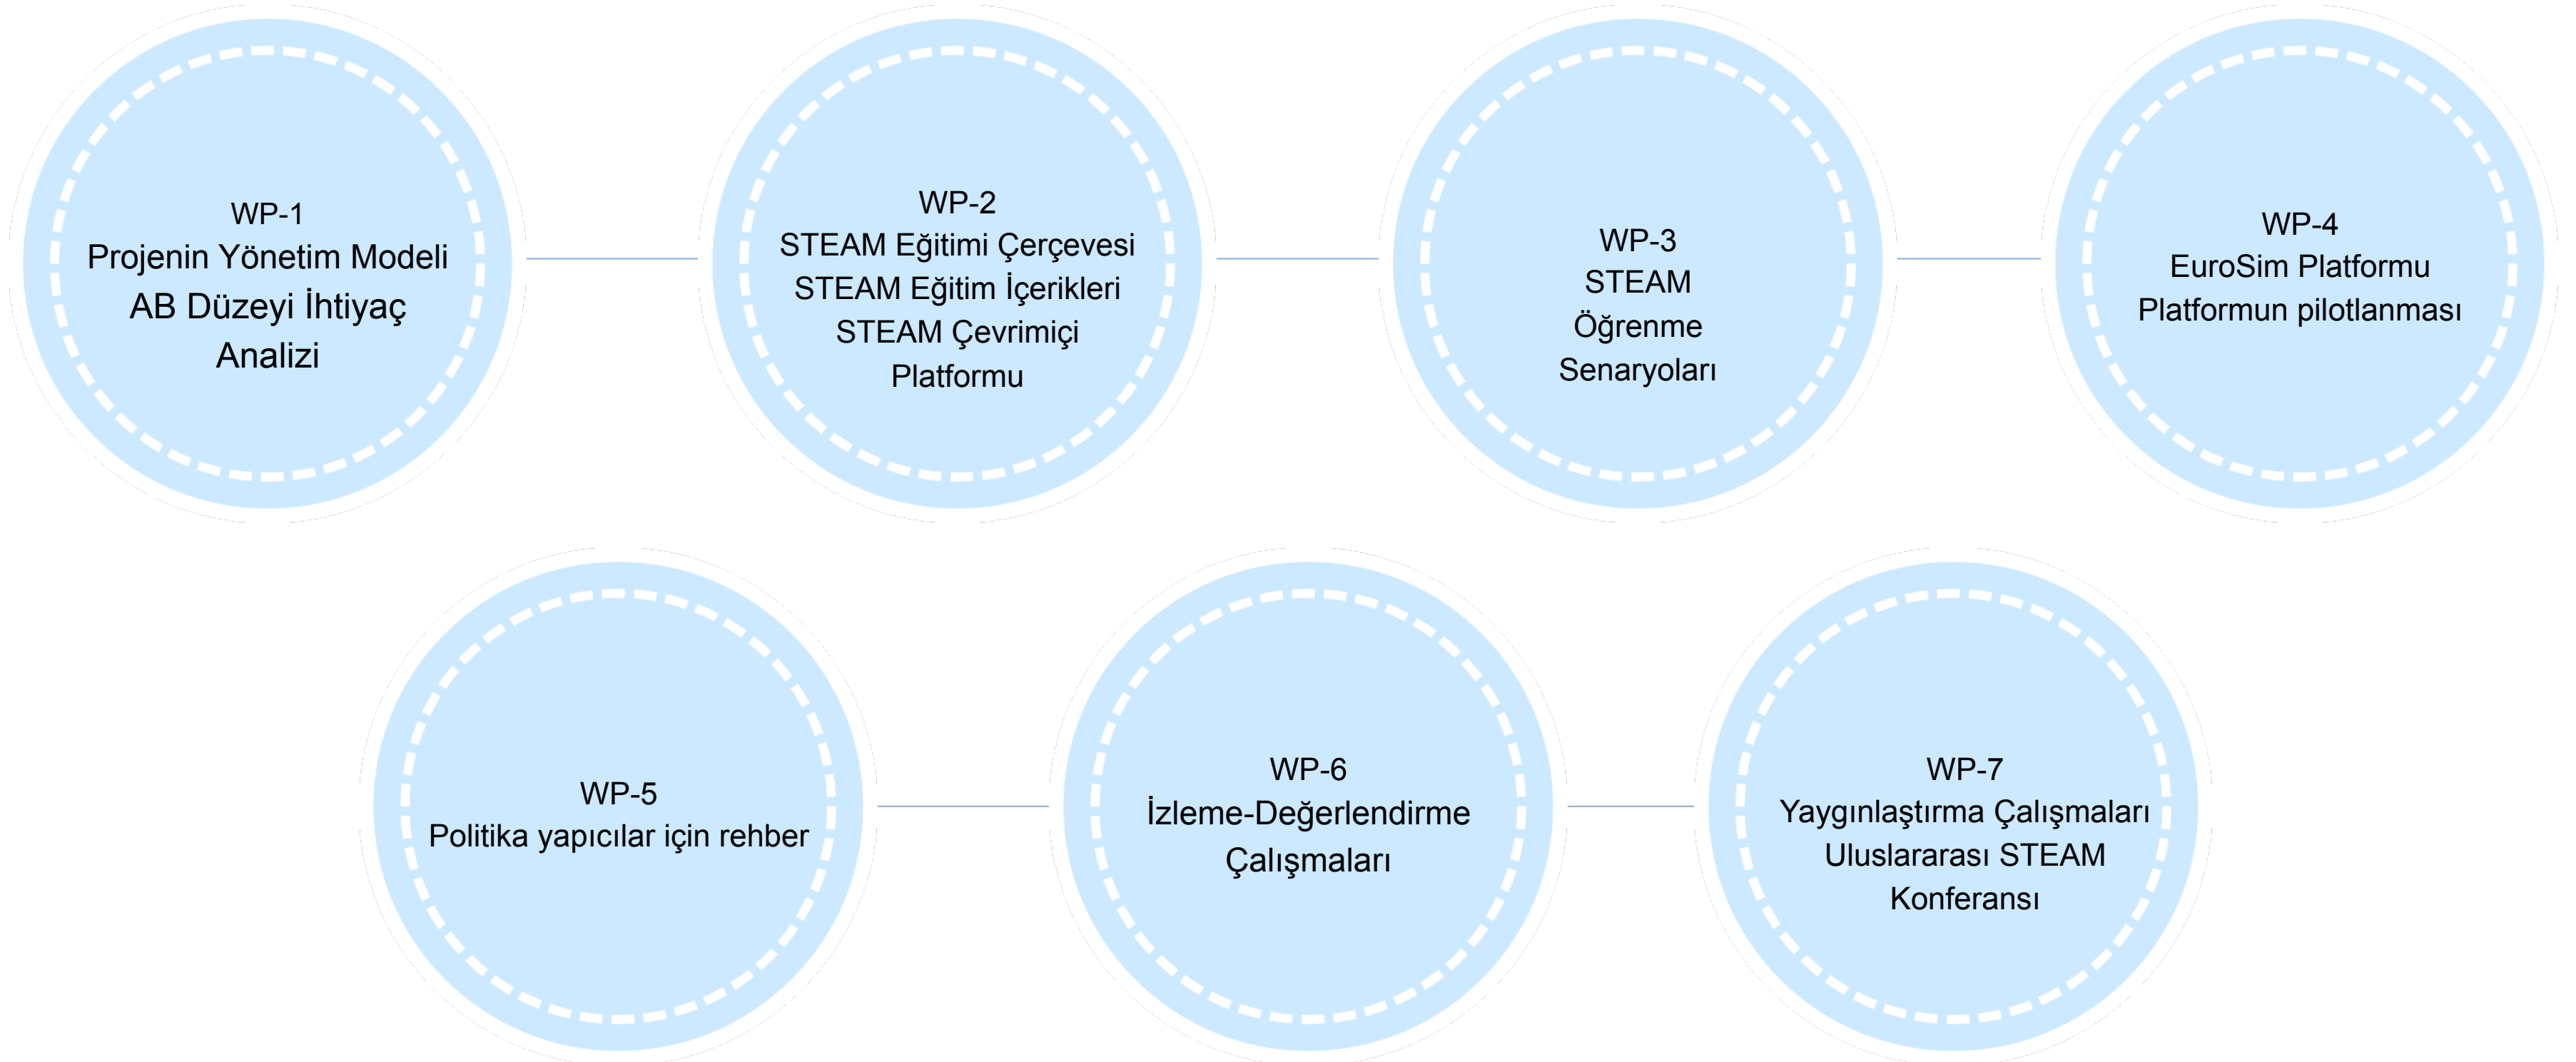 WP-1
Projenin Yönetim Modeli
AB Düzeyi İhtiyaç
Analizi
WP-2
STEAM Eğitimi Çerçevesi
STEAM Eğitim İçerikleri
STEAM Çevrimiçi
Platformu
WP-3
STEAM
Öğrenme
Senaryoları
WP-4
EuroSim Platformu
Platformun pilotlanması
WP-5
Politika yapıcılar için rehber
WP-6
İzleme-Değerlendirme
Çalışmaları
WP-7
Yaygınlaştırma Çalışmaları
Uluslararası STEAM
Konferansı